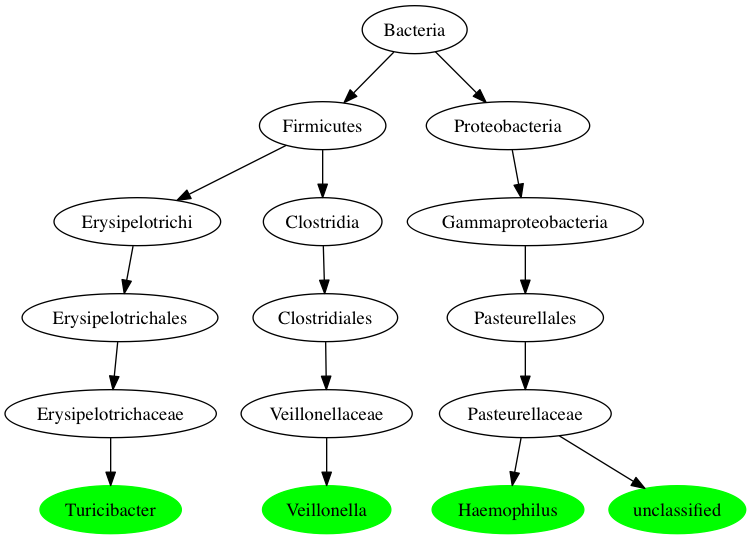 Bacteria
Firmicutes
Proteobacteria
Erysipelotrichi
Clostridia
Gammaproteobacteria
Erysipelotrichales
Clostridiales
Pasteurellales
Erysipelotrichaceae
Veillonellaceae
Pasteurellaceae
Turicibacter
Veillonella
Haemophilus
unclassified